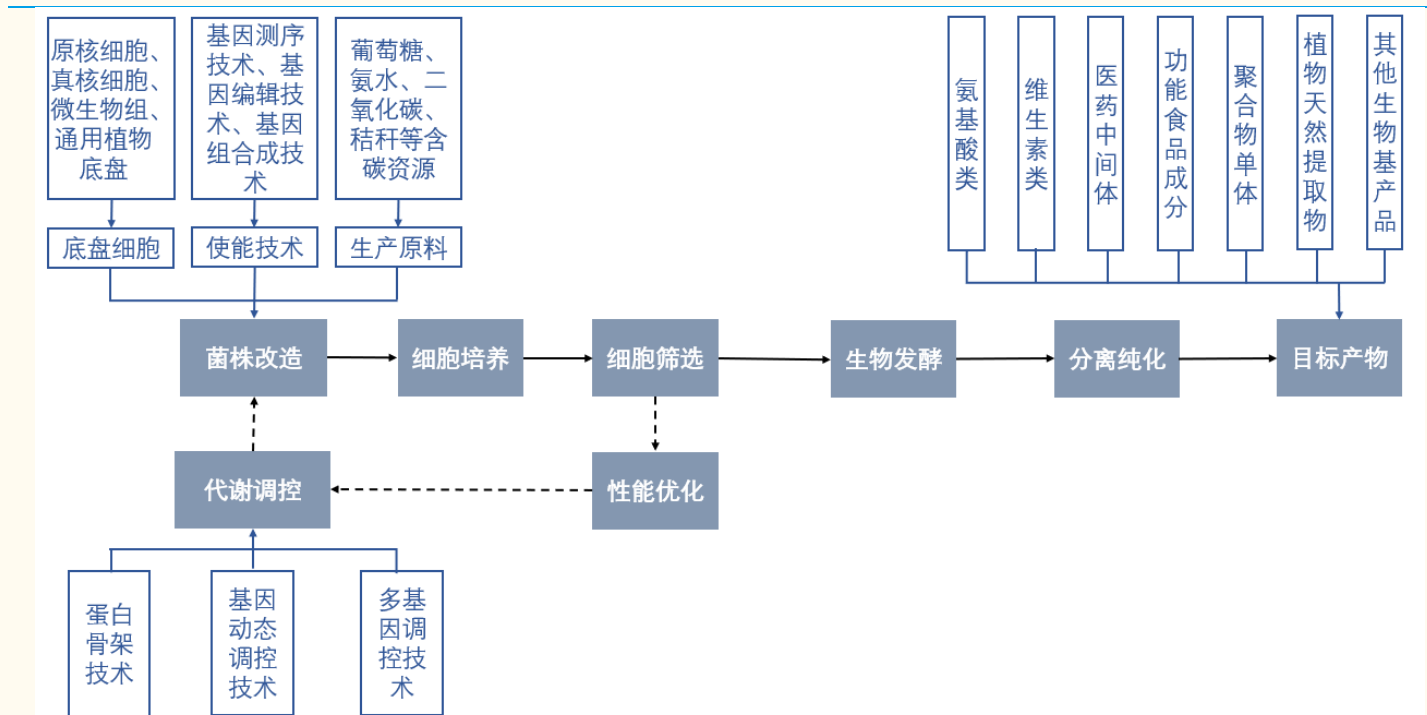 原核细胞、
真核细胞、
微生物组、
通用植物
底盘
基因测序
技术、基
因编辑技
术、基因
组合成技
术
葡萄糖、
氨水、二
氧化碳、
秸秆等含
碳资源
氨基酸类
维生素类
医药中间体
功能食品成分
聚合物单体
植物天然提取物
其他生物基产品
底盘细胞
使能技术
生产原料
菌株改造
细胞培养
细胞筛选
生物发酵
分离纯化
目标产物
代谢调控
性能优化
蛋白
骨架
技术
基因
动态
调控
技术
多基
因调
控技
术